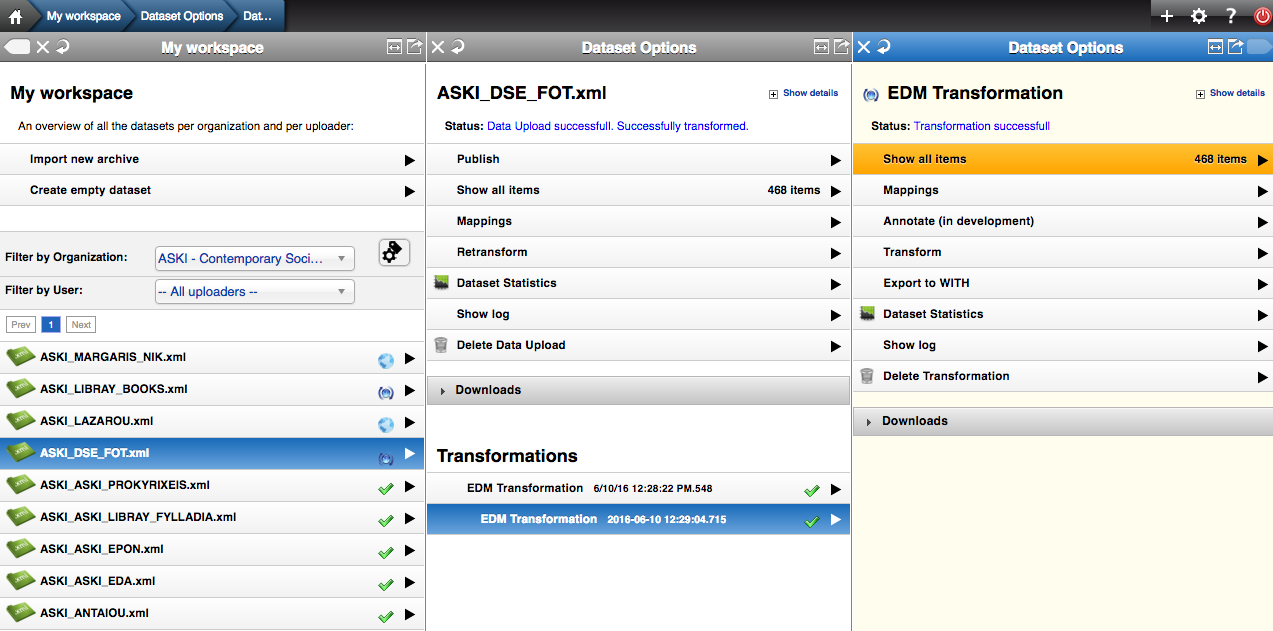 My workspace
Dataset Options
Dat...
My workspace
My workspace
An overview of all the datasets per organization and per uploader:
Import new archive
Create empty dataset
Filter by Organization:
ASKI - Contemporary Soci...
Filter by User:
-- All uploaders --
Prev 1 Next
ASKI_MARGARIS_NIK.xml
ASKI_LIBRAY_BOOKS.xml
ASKI_LAZAROU.xml
ASKI_DSE_FOT.xml
ASKI_ASKI_PROKYRIXEIS.xml
ASKI_ASKI_LIBRAY_FYLLADIA.xml
ASKI_ASKI_EPON.xml
ASKI_ASKI_EDA.xml
ASKI_ANTAIOU.xml
Dataset Options
ASKI_DSE_FOT.xml
Show details
Status: Data Upload successfull. Successfully transformed.
Publish
Show all items 468 items
Mappings
Retransform
Dataset Statistics
Show log
Delete Data Upload
Downloads
Transformations
EDM Transformation 6/10/16 12:28:22 PM.548
EDM Transformation 2016-06-10 12:29:04.715
Dataset Options
EDM Transformation
Show details
Status: Transformation successfull
Show all items 468 items
Mappings
Annotate (in development)
Transform
Export to WITH
Dataset Statistics
Show log
Delete Transformation
Downloads